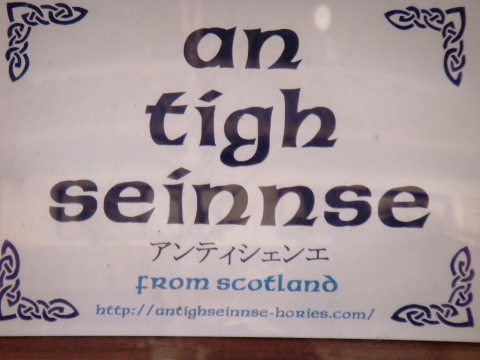 an
tigh
seinnse
アンティシェンエ
from scotland
http://antighseinnse-hories.com/